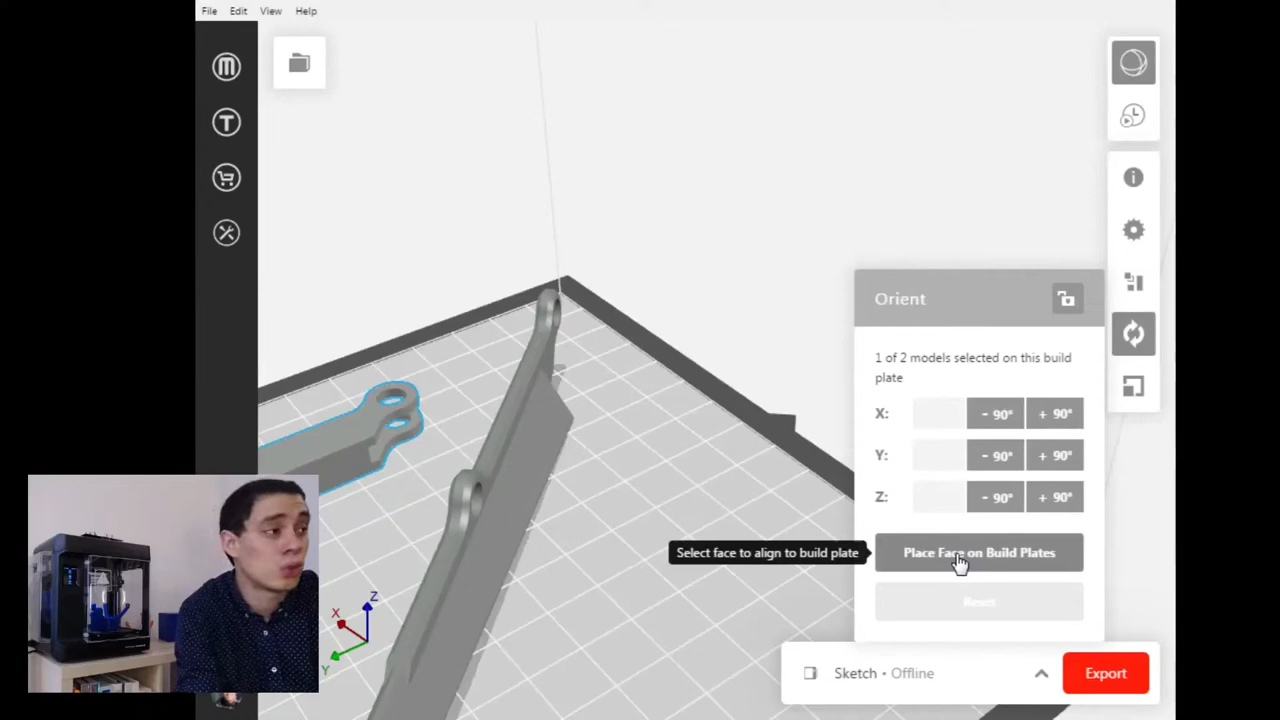 File Edit View Help
M
T
Orient
1 of 2 models selected on this build
plate
X: - 90° + 90°
Y: - 90° + 90°
Z: - 90° + 90°
Select face to align to build plate
Place Face on Build Plates
Reset
X
Z
Y
Sketch • Offline
Export